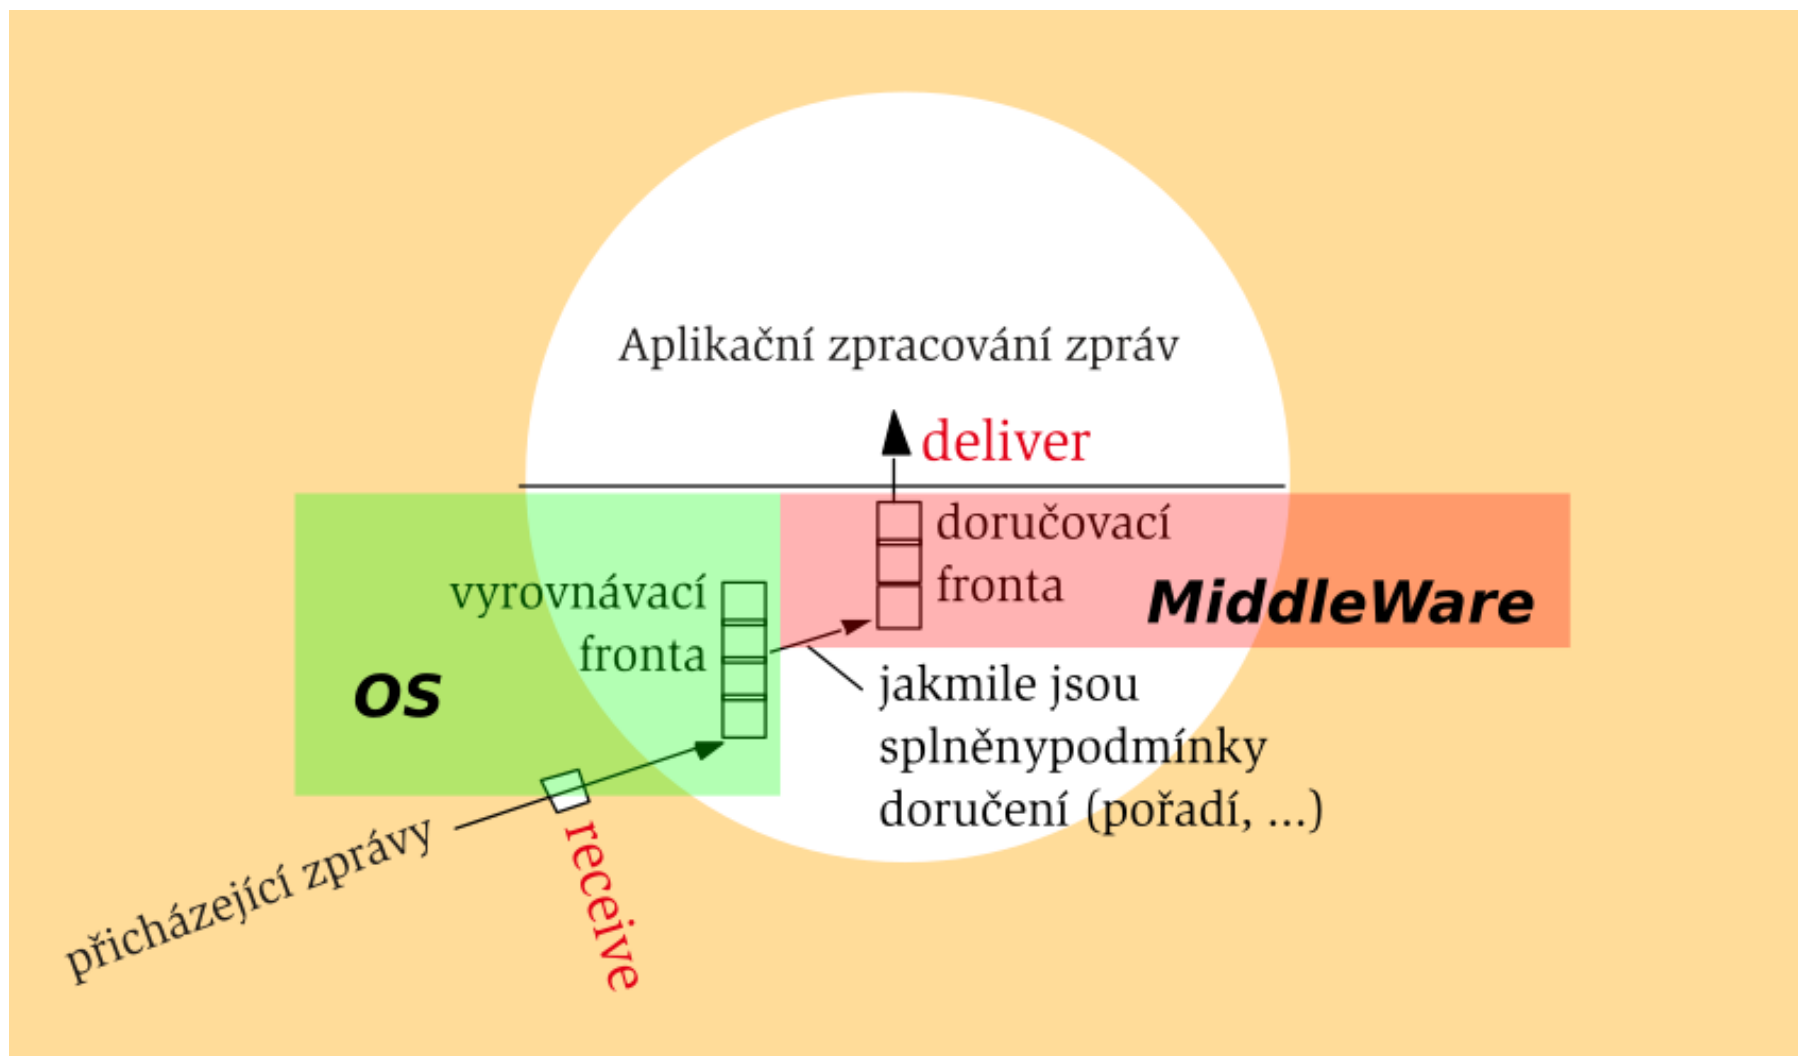 Aplikační zpracování zpráv
deliver
doručovací
fronta
MiddleWare
vyrovnávací
fronta
OS
jakmile jsou
splněnypodmínky
doručení (pořadí, ...)
přicházející zprávy
receive